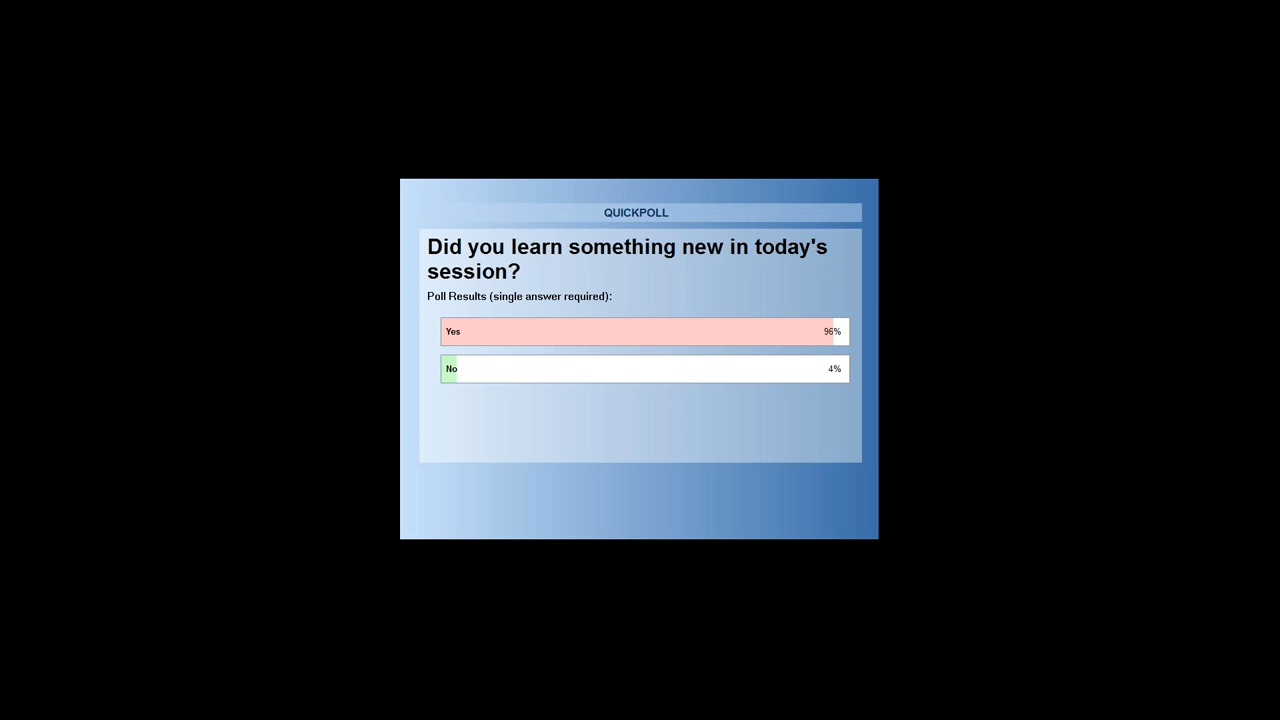 QUICKPOLL
Did you learn something new in today's
session?
Poll Results (single answer required):
Yes 96%
No 4%